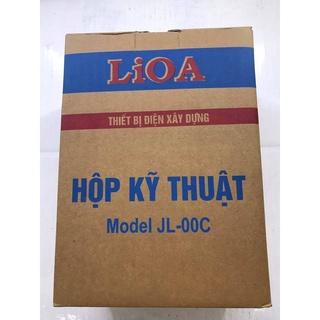 LiOA
THIẾT BỊ ĐIỆN XÂY DỰNG
HỘP KỸ THUẬT
Model JL-00C